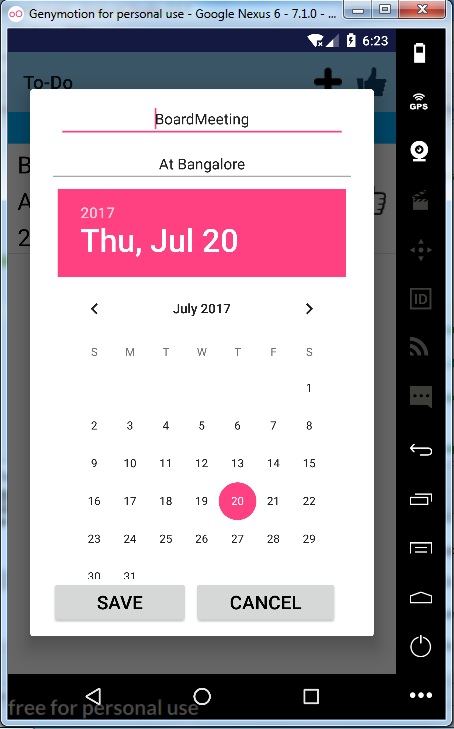 Genymotion for personal use - Google Nexus 6 - 7.1.0 - ...
6:23
To-Do
GPS
BoardMeeting
B
At Bangalore
A
2017
Thu, Jul 20
2
ID
July 2017
S M T W T F S
1
2 3 4 5 6 7 8
9 10 11 12 13 14 15
16 17 18 19 20 21 22
23 24 25 26 27 28 29
30 31
SAVE CANCEL
free for personal use